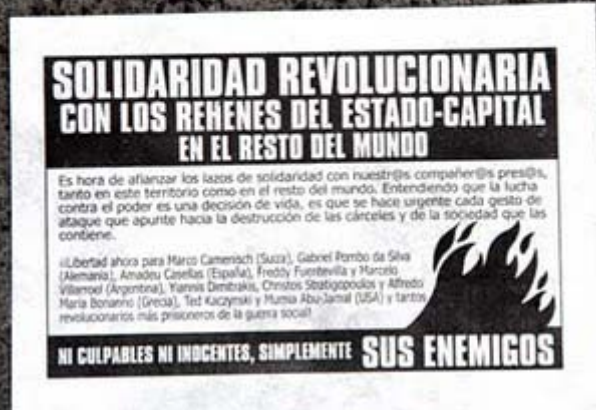 SOLIDARIDAD REVOLUCIONARIA
CON LOS REHENES DEL ESTADO-CAPITAL
EN EL RESTO DEL MUNDO
Es hora de afianzar los lazos de solidaridad con nuestr@s compañer@s pres@s,
tanto en este territorio como en el resto del mundo. Entendiendo que la lucha
contra el poder es una decisión de vida, es que se hace urgente cada gesto de
ataque que apunte hacia la destrucción de las cárceles y de la sociedad que las
contiene.
¡Libertad ahora para Marco Camenisch (Suiza), Gabriel Pombo da Silva
(Alemania), Amadeu Casellas (España), Freddy Fuentevilla y Marcelo
Villarroel (Argentina), Yiannis Dimitrakis, Christos Stratigopoulos y Alfredo
Maria Bonanno (Grecia), Ted Kaczynski y Mumia Abu-Jamal (USA) y tantos
revolucionarios más prisioneros de la guerra social!
NI CULPABLES NI INOCENTES, SIMPLEMENTE SUS ENEMIGOS